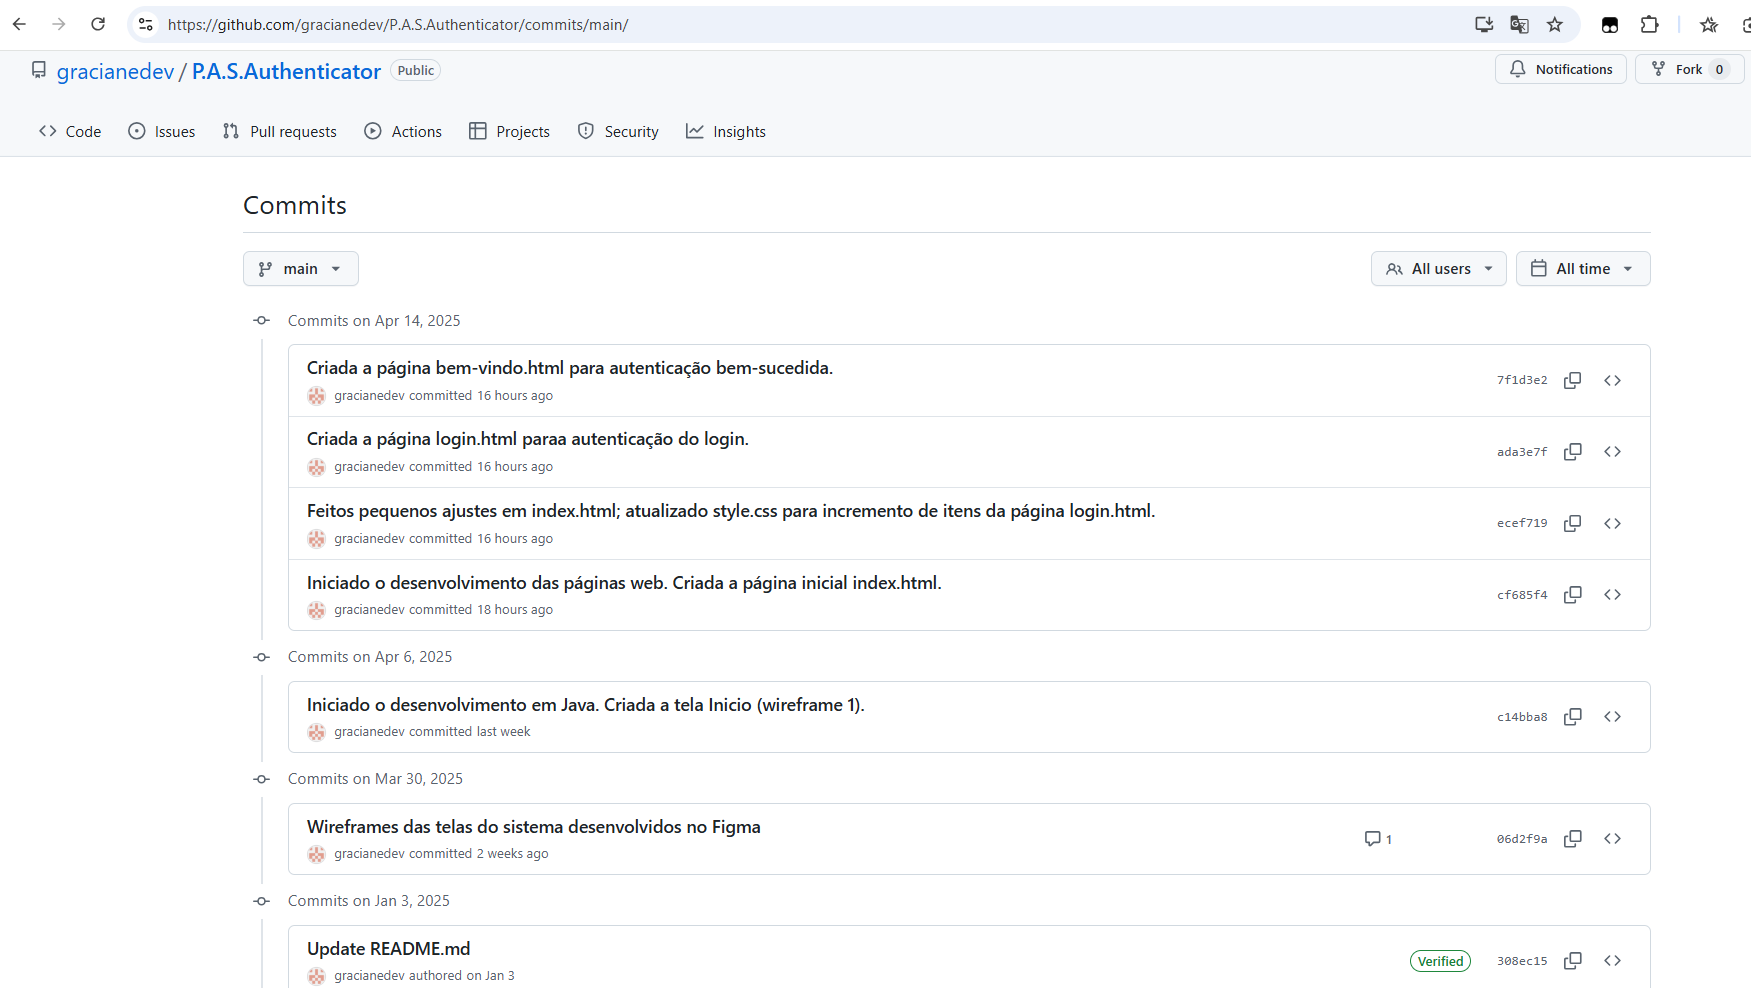 https://github.com/gracianedev/P.A.S.Authenticator/commits/main/
gracianedev / P.A.S.Authenticator Public
Notifications
Fork 0
Code Issues Pull requests Actions Projects Security Insights
Commits
main
All users
All time
Commits on Apr 14, 2025
Criada a página bem-vindo.html para autenticação bem-sucedida.
gracianedev committed 16 hours ago
7f1d3e2
Criada a página login.html paraa autenticação do login.
gracianedev committed 16 hours ago
ada3e7f
Feitos pequenos ajustes em index.html; atualizado style.css para incremento de itens da página login.html.
gracianedev committed 16 hours ago
ecef719
Iniciado o desenvolvimento das páginas web. Criada a página inicial index.html.
gracianedev committed 18 hours ago
cf685f4
Commits on Apr 6, 2025
Iniciado o desenvolvimento em Java. Criada a tela Inicio (wireframe 1).
gracianedev committed last week
c14bba8
Commits on Mar 30, 2025
Wireframes das telas do sistema desenvolvidos no Figma
gracianedev committed 2 weeks ago
1
06d2f9a
Commits on Jan 3, 2025
Update README.md
gracianedev authored on Jan 3
Verified
308ec15